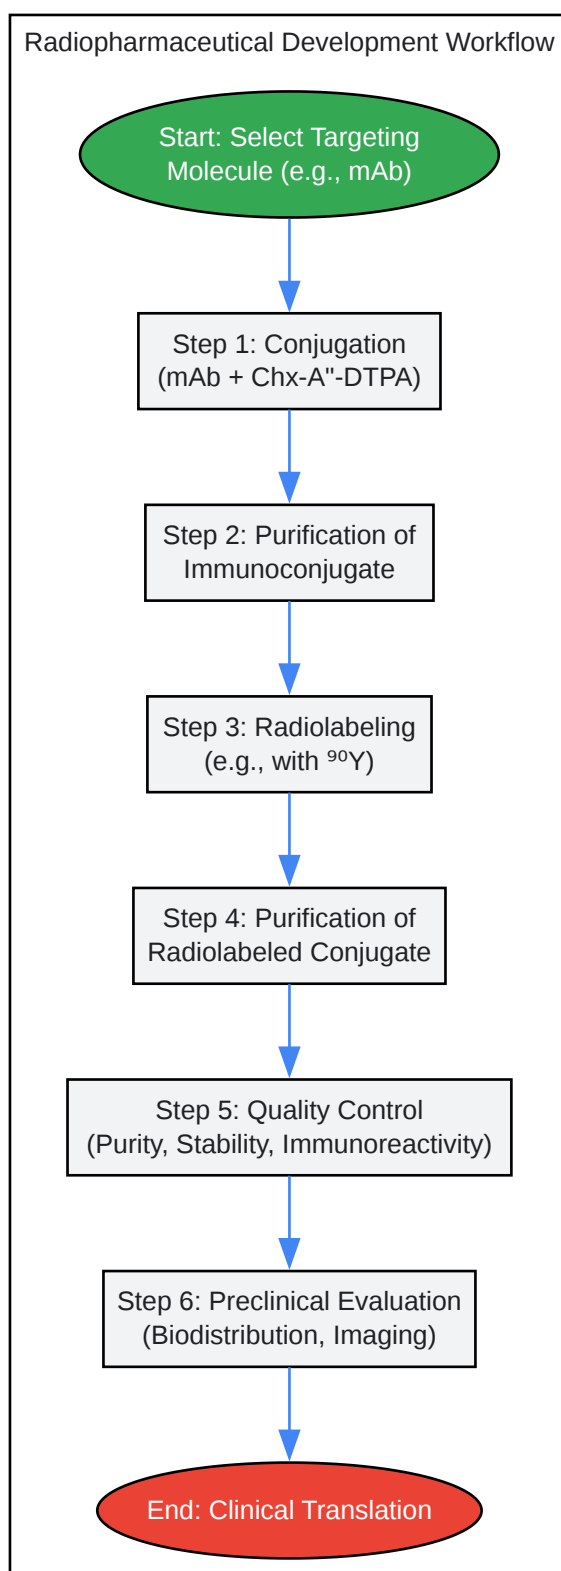 Radiopharmaceutical Development Workflow
Start: Select Targeting
Molecule (e.g., mAb)
Step 1: Conjugation
(mAb + Chx-A"-DTPA)
Step 2: Purification of
Immunoconjugate
Step 3: Radiolabeling
(e.g., with ⁹⁰Y)
Step 4: Purification of
Radiolabeled Conjugate
Step 5: Quality Control
(Purity, Stability, Immunoreactivity)
Step 6: Preclinical Evaluation
(Biodistribution, Imaging)
End: Clinical Translation